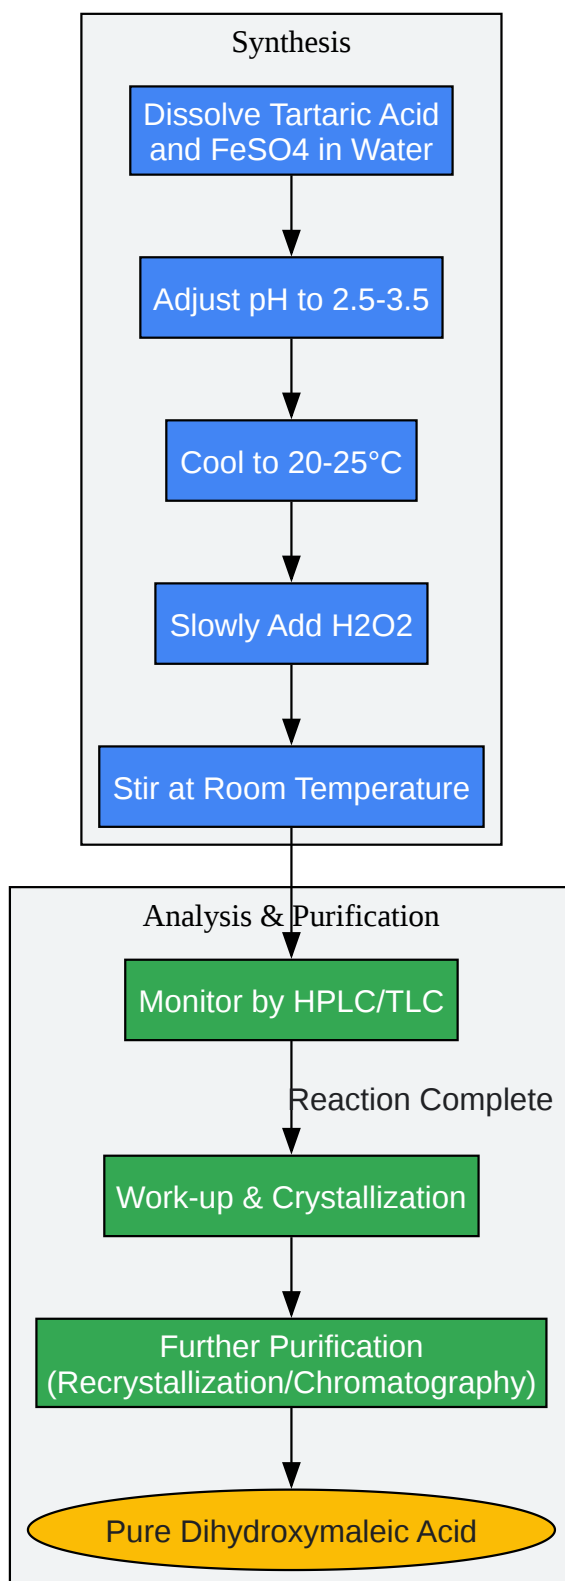 Synthesis
Dissolve Tartaric Acid
and FeSO4 in Water
Adjust pH to 2.5-3.5
Cool to 20-25°C
Slowly Add H2O2
Stir at Room Temperature
Analysis & Purification
Monitor by HPLC/TLC
Reaction Complete
Work-up & Crystallization
Further Purification
(Recrystallization/Chromatography)
Pure Dihydroxymaleic Acid